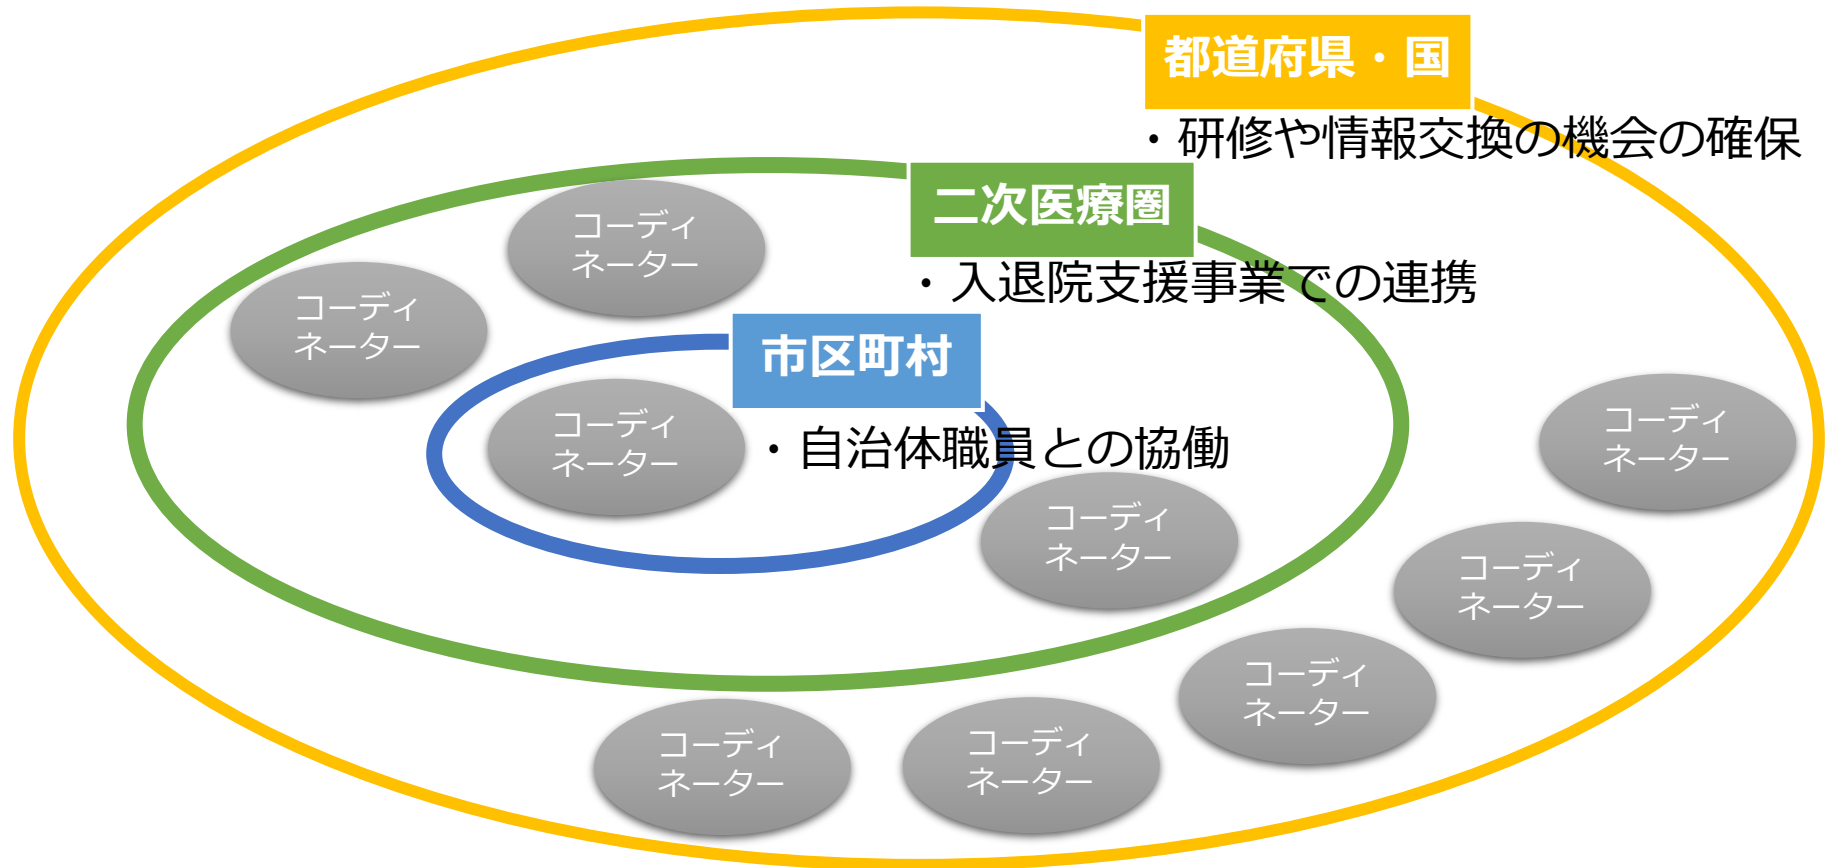 都道府県・国
・研修や情報交換の機会の確保
二次医療圏
・入退院支援事業での連携
コーディ
ネーター
コーディ
ネーター
市区町村
・自治体職員との協働
コーディ
ネーター
コーディ
ネーター
コーディ
ネーター
コーディ
ネーター
コーディ
ネーター
コーディ
ネーター
コーディ
ネーター